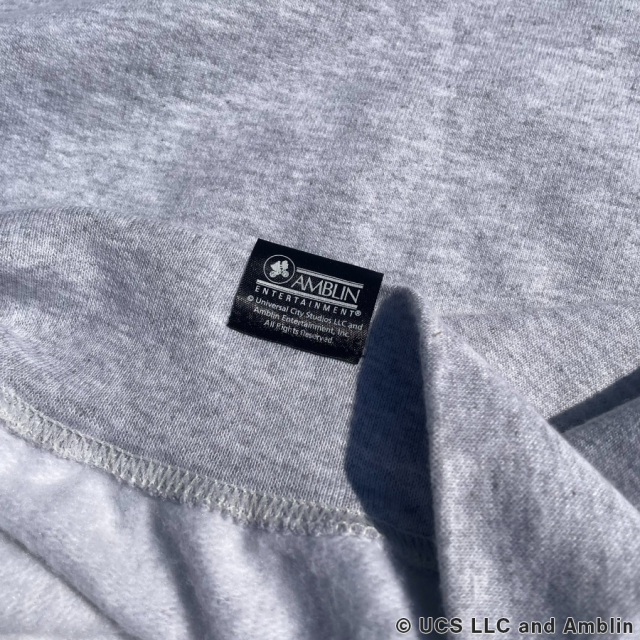 AMBLIN
ENTERTAINMENT®
© Universal City Studios LLC and
Amblin Entertainment, Inc.
All Rights Reserved.
© UCS LLC and Amblin